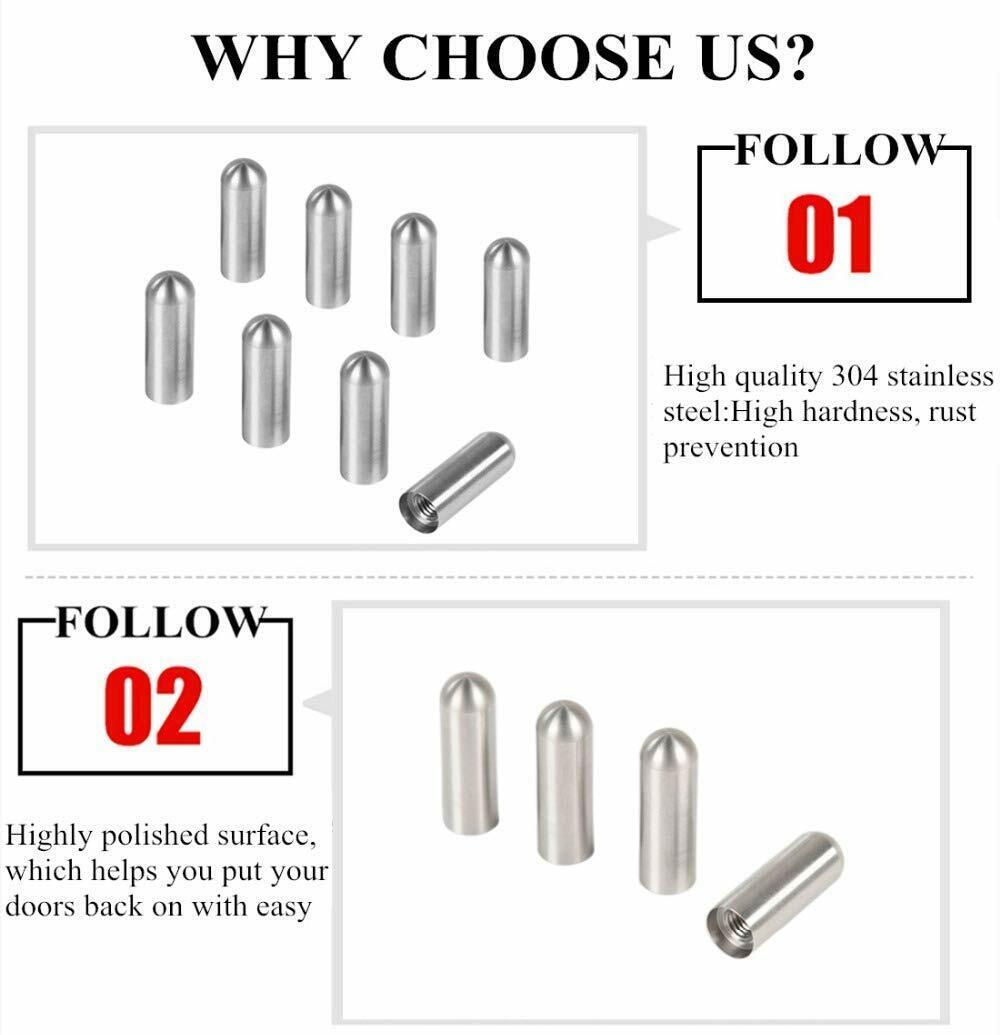 WHY CHOOSE US?
FOLLOW
01
High quality 304 stainless
steel:High hardness, rust
prevention
FOLLOW
02
Highly polished surface,
which helps you put your
doors back on with easy